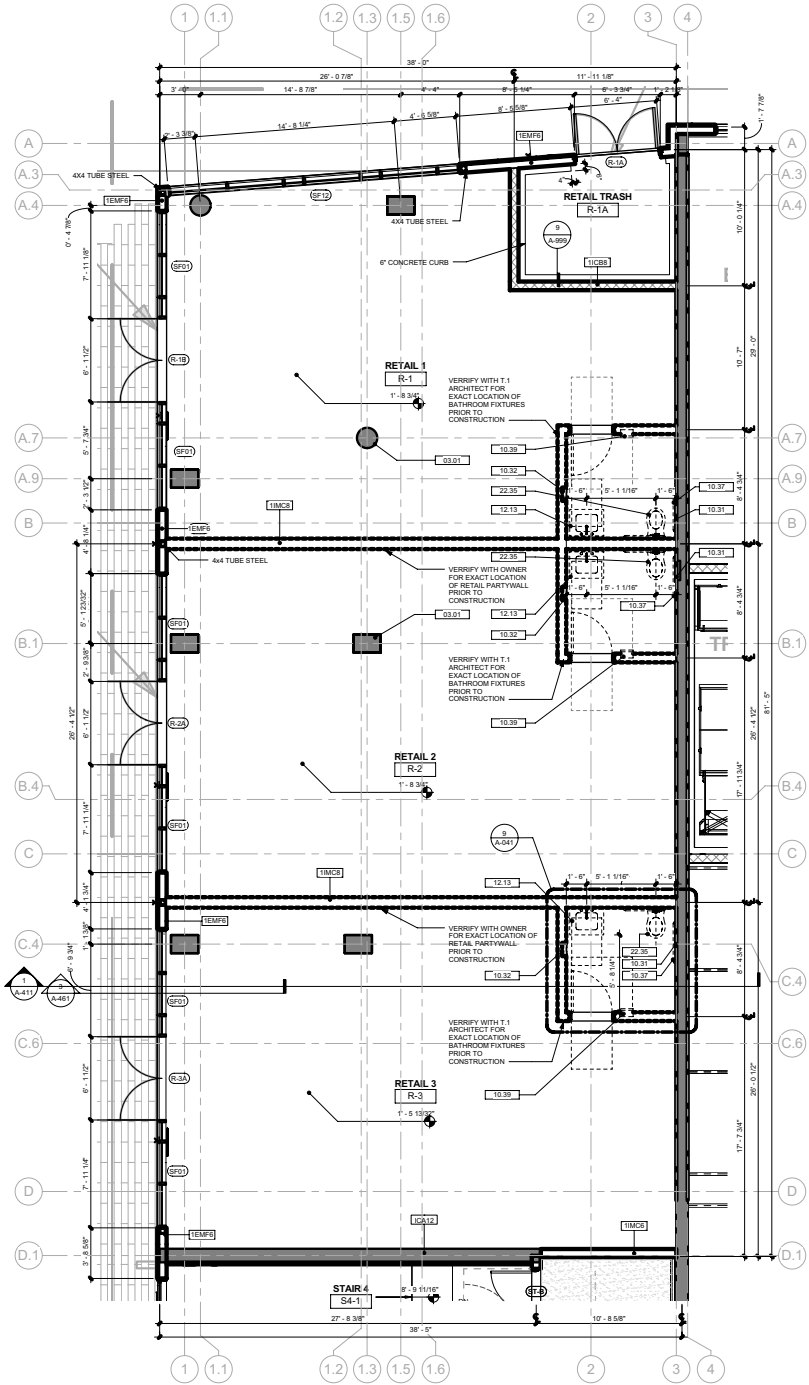 1
1.1
1.2
1.3
1.5
1.6
2
3
4
38' - 0"
26' - 0 7/8"
11' - 11 1/8"
3' - 0"
14' - 8 7/8"
4' - 4"
6' - 3 3/4"
6' - 4"
8' - 5 5/8"
4' - 6 5/8"
14' - 8 1/4"
2' - 3 3/8"
1' - 7 7/8"
1EMF6
A
A
R-1A
A.3
A.3
4X4 TUBE STEEL
SF12
RETAIL TRASH
R-1A
1EMF6
A.4
A.4
4X4 TUBE STEEL
0' - 4 7/8"
10' - 0 1/4"
9
A-999
6" CONCRETE CURB
1ICB8
SF01
7' - 11 1/8"
R-1B
6' - 1 1/2"
RETAIL 1
R-1
1' - 8 3/4"
10' - 7"
29' - 0"
VERRIFY WITH T.1
ARCHITECT FOR
EXACT LOCATION OF
BATHROOM FIXTURES
PRIOR TO
CONSTRUCTION
A.7
A.7
5' - 7 3/4"
SF01
03.01
10.39
10.32
A.9
A.9
22.35
1' - 6"
5' - 1 1/16"
1' - 6"
10.37
8' - 4 3/4"
2' - 3 1/2"
1IMC8
12.13
10.31
B
B
1EMF6
4' - 8 1/4"
4x4 TUBE STEEL
22.35
10.31
VERRIFY WITH OWNER
FOR EXACT LOCATION
OF RETAIL PARTYWALL
PRIOR TO
CONSTRUCTION
1' - 6"
5' - 1 1/16"
1' - 6"
10.37
8' - 4 3/4"
5' - 1 23/32"
SF01
03.01
12.13
10.32
B.1
B.1
2' - 9 3/8"
VERRIFY WITH T.1
ARCHITECT FOR
EXACT LOCATION OF
BATHROOM FIXTURES
PRIOR TO
CONSTRUCTION
26' - 4 1/2"
6' - 1 1/2"
R-2A
10.39
26' - 4 1/2"
81' - 5"
RETAIL 2
R-2
1' - 8 3/4"
17' - 11 3/4"
B.4
B.4
7' - 11 1/4"
SF01
9
A-041
C
C
1IMC8
12.13
1' - 6"
5' - 1 1/16"
1' - 6"
4' - 1 3/4"
1EMF6
VERRIFY WITH OWNER
FOR EXACT LOCATION OF
RETAIL PARTYWALL
PRIOR TO
CONSTRUCTION
C.4
C.4
6' - 9 3/4"
22.35
10.31
10.37
10.32
5' - 8 1/4"
8' - 4 3/4"
1
A-411
3
A-461
SF01
VERRIFY WITH T.1
ARCHITECT FOR
EXACT LOCATION OF
BATHROOM FIXTURES
PRIOR TO
CONSTRUCTION
C.6
C.6
R-3A
6' - 1 1/2"
10.39
RETAIL 3
R-3
1' - 5 13/32"
26' - 0 1/2"
17' - 7 3/4"
SF01
7' - 11 1/4"
D
D
1EMF6
ICA12
1IMC6
3' - 8 5/8"
D.1
D.1
STAIR 4
S4-1
8' - 9 11/16"
ST-B
27' - 8 3/8"
10' - 8 5/8"
38' - 5"
1
1.1
1.2
1.3
1.5
1.6
2
3
4